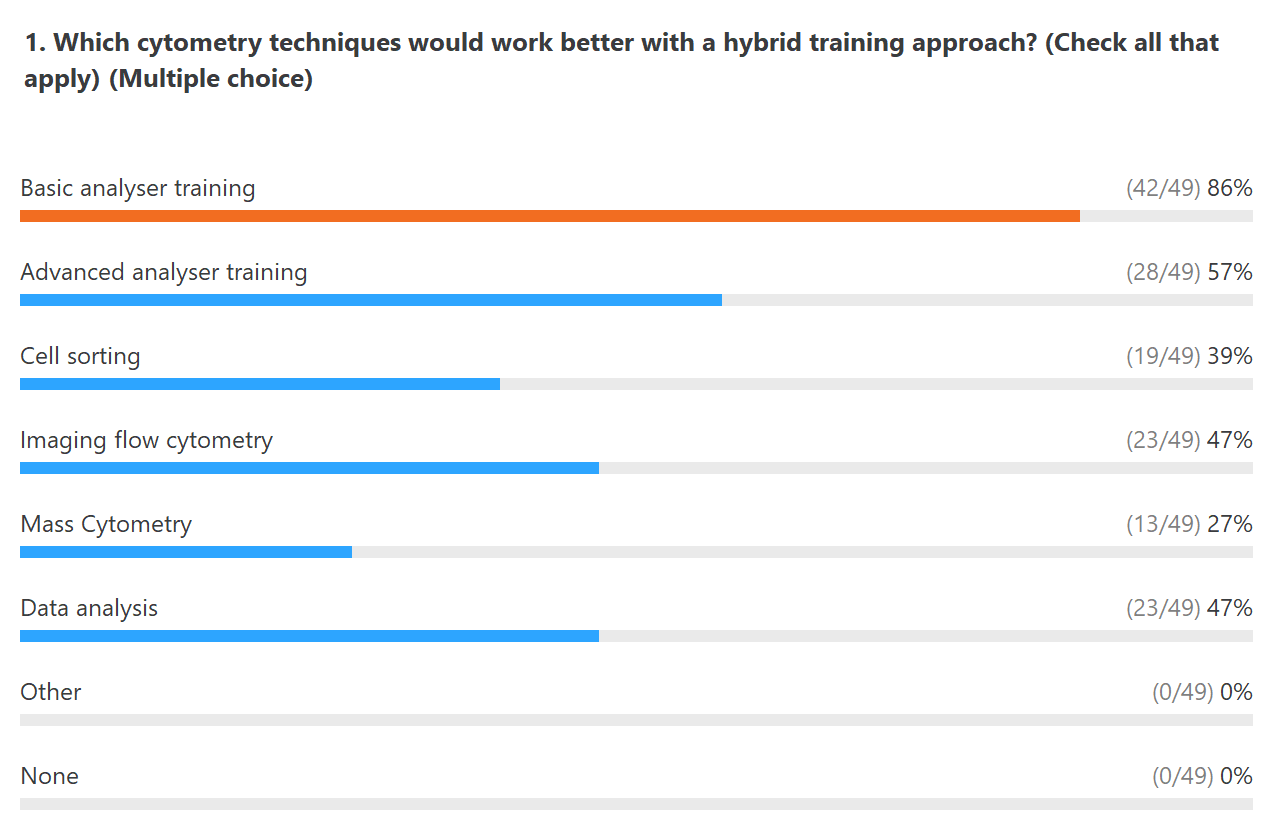 1. Which cytometry techniques would work better with a hybrid training approach? (Check all that
apply) (Multiple choice)
Basic analyser training (42/49) 86%
Advanced analyser training (28/49) 57%
Cell sorting (19/49) 39%
Imaging flow cytometry (23/49) 47%
Mass Cytometry (13/49) 27%
Data analysis (23/49) 47%
Other (0/49) 0%
None (0/49) 0%